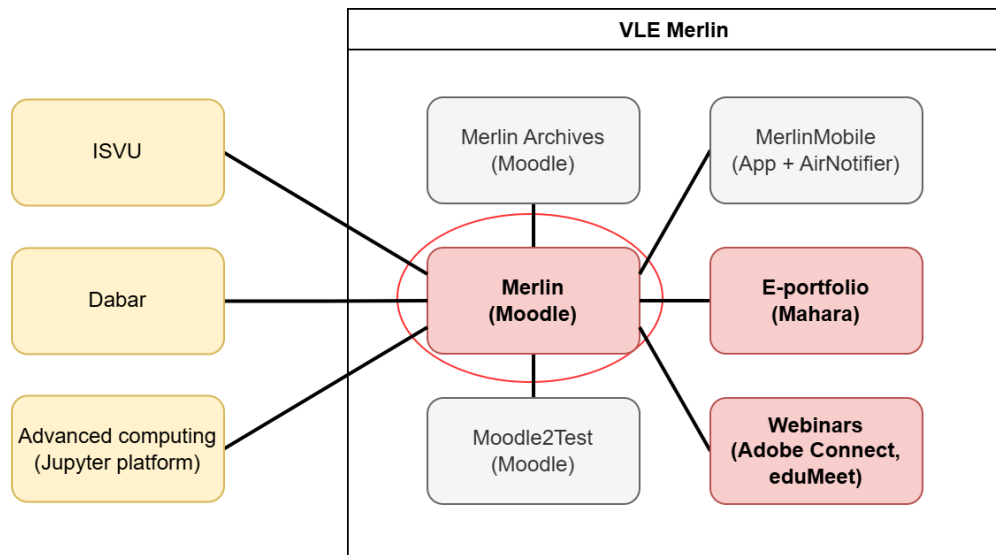 VLE Merlin
ISVU
Merlin Archives
(Moodle)
MerlinMobile
(App + AirNotifier)
Dabar
Merlin
(Moodle)
E-portfolio
(Mahara)
Advanced computing
(Jupyter platform)
Moodle2Test
(Moodle)
Webinars
(Adobe Connect,
eduMeet)